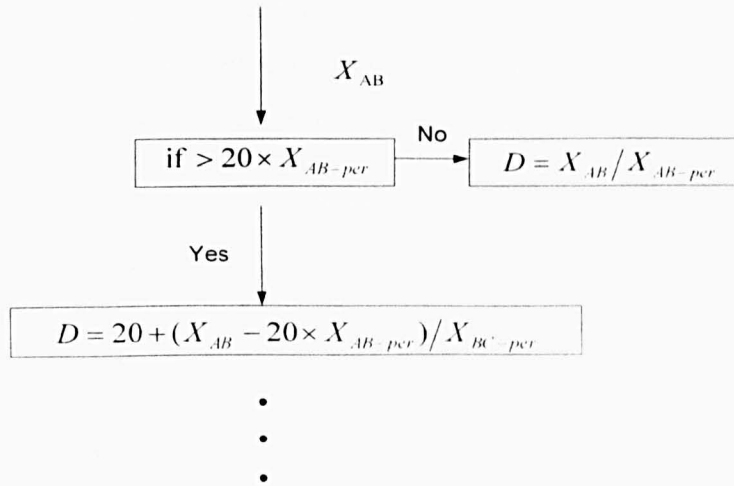 X_AB
if > 20 × X_AB-per
No
D = X_AB / X_AB-per
Yes
D = 20 + (X_AB − 20 × X_AB-per) / X_BC-per